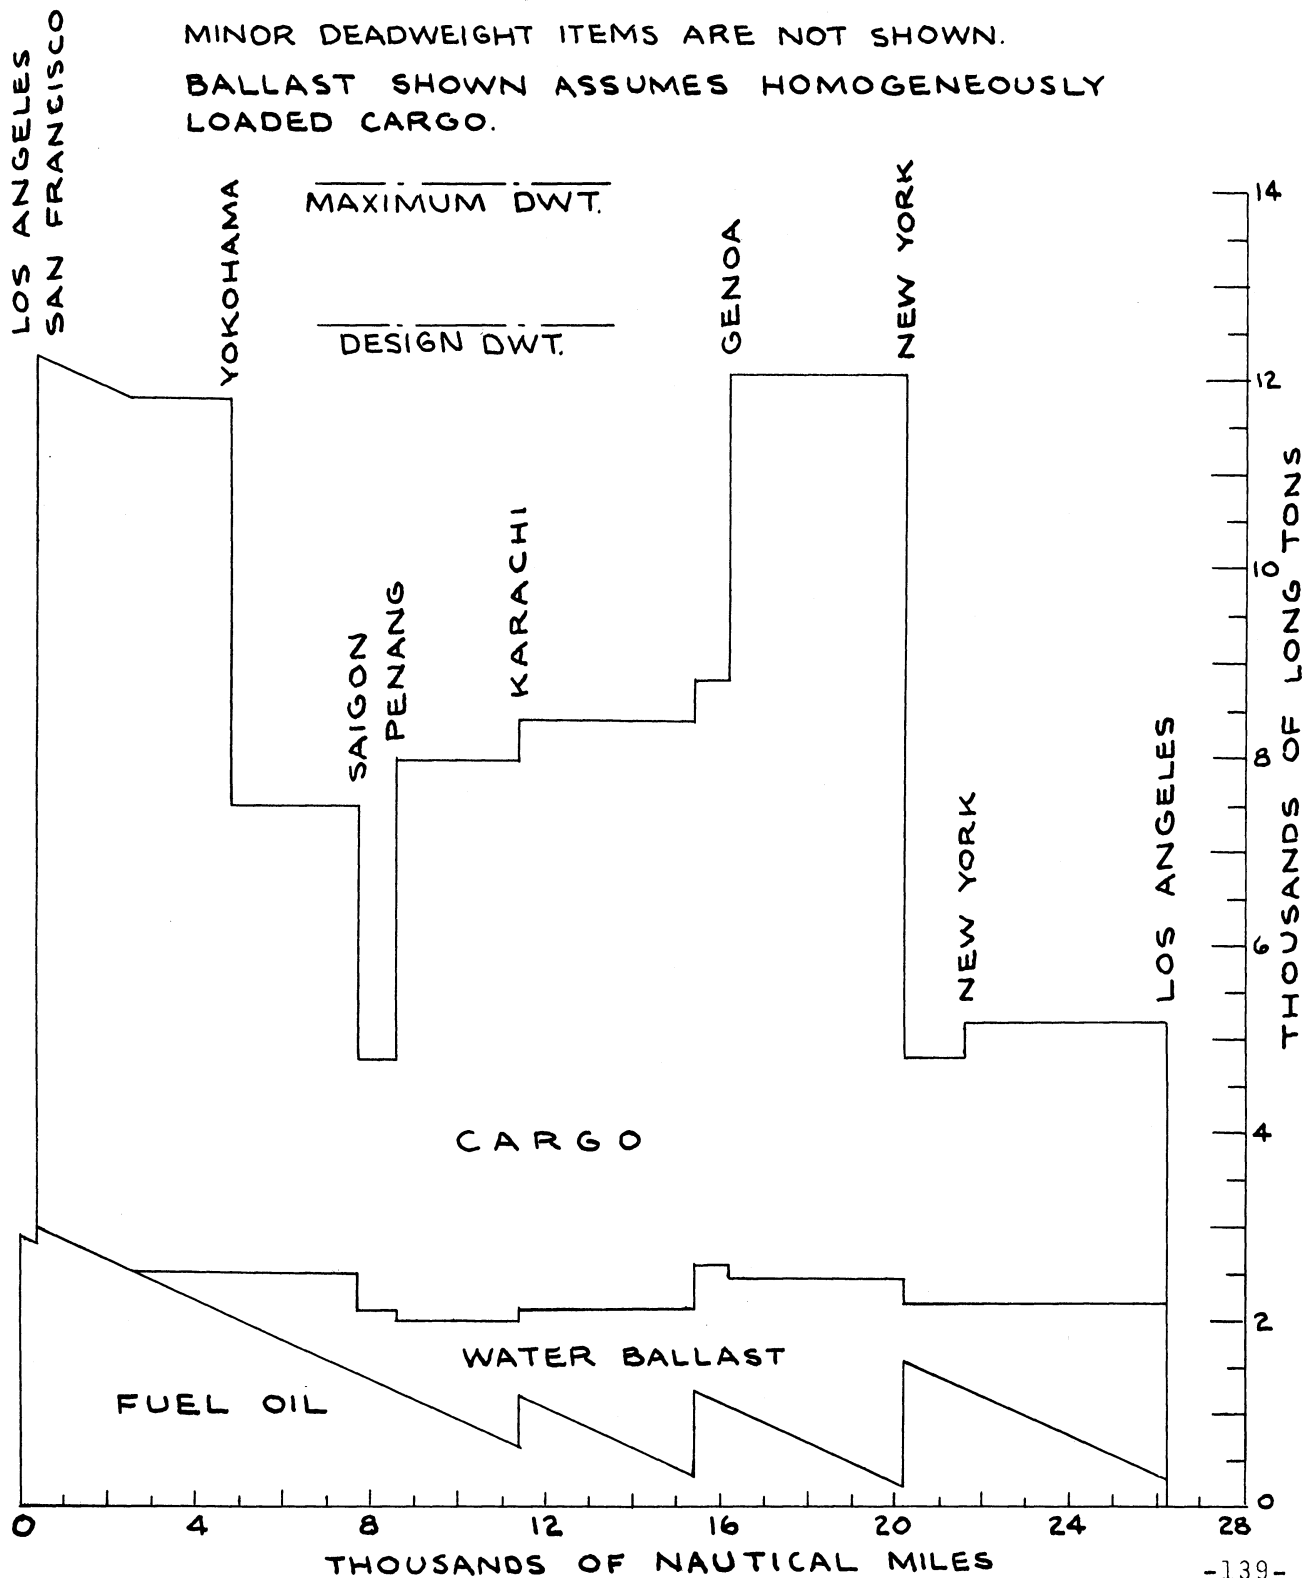 MINOR DEADWEIGHT ITEMS ARE NOT SHOWN.
BALLAST SHOWN ASSUMES HOMOGENEOUSLY
LOADED CARGO.
LOS ANGELES
SAN FRANCISCO
YOKOHAMA
MAXIMUM DWT.
DESIGN DWT.
GENOA
NEW YORK
SAIGON
PENANG
KARACHI
NEW YORK
LOS ANGELES
14
12
10
8
6
4
2
0
THOUSANDS OF LONG TONS
CARGO
WATER BALLAST
FUEL OIL
0 4 8 12 16 20 24 28
THOUSANDS OF NAUTICAL MILES
-139-